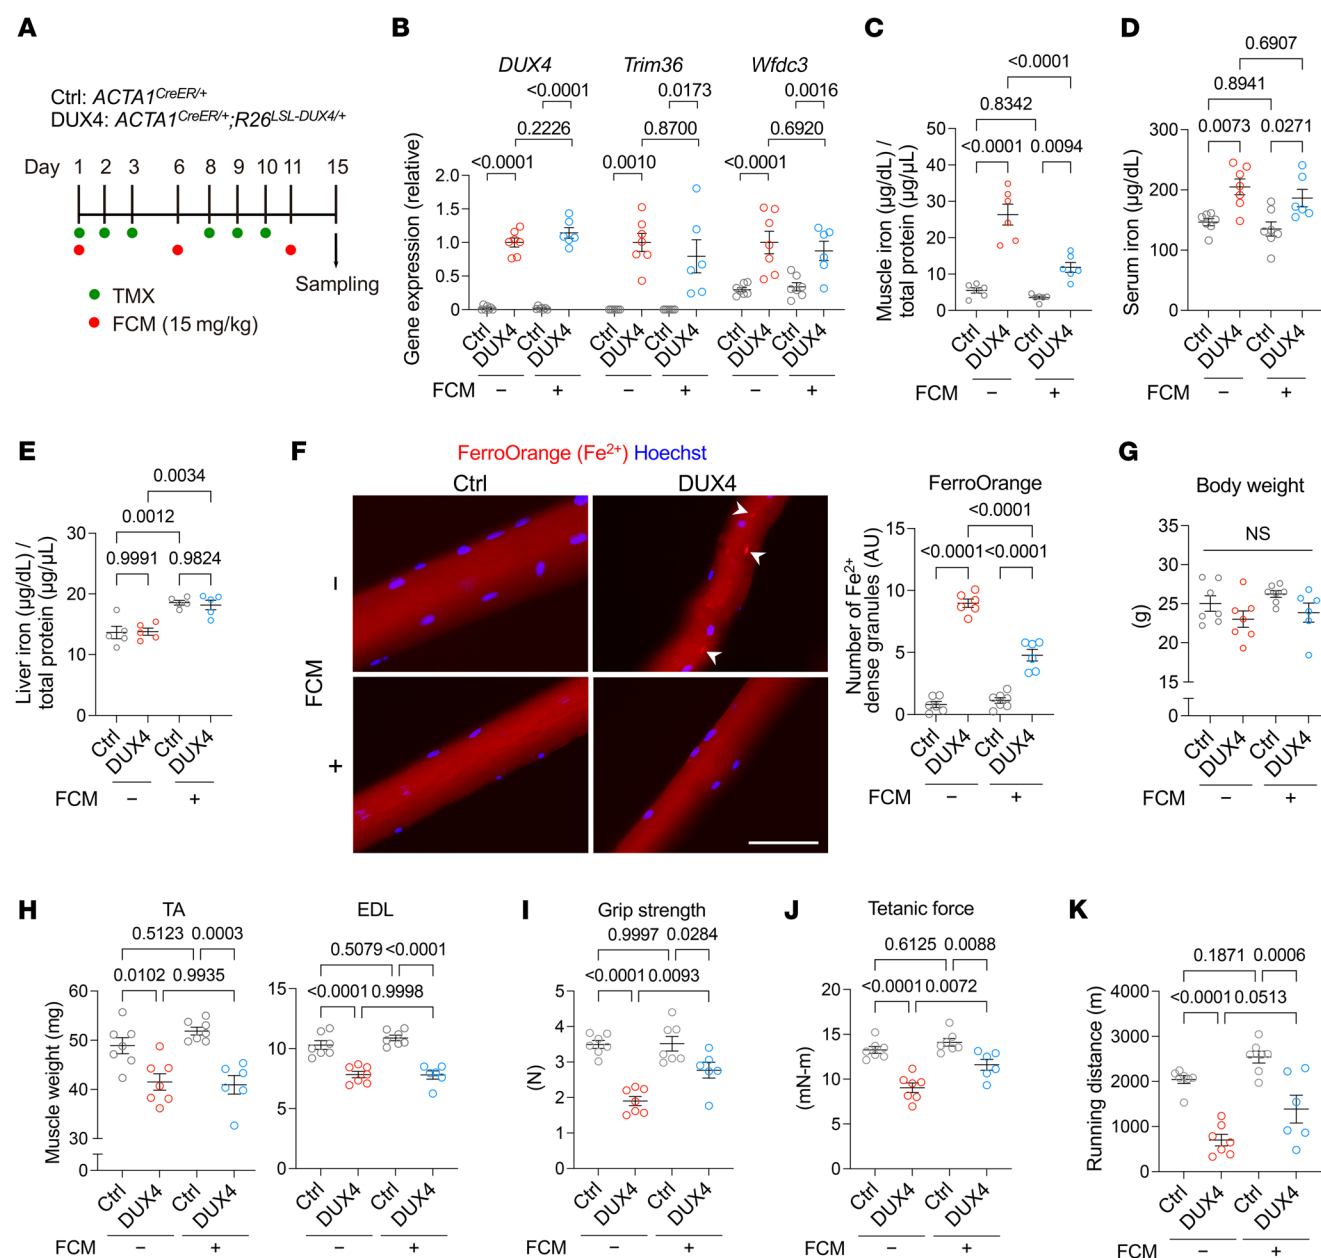 A
Ctrl: ACTA1CreER/+
DUX4: ACTA1CreER/+;R26LSL-DUX4/+
Day 1 2 3 6 8 9 10 11 15
Sampling
TMX
FCM (15 mg/kg)
B
DUX4 Trim36 Wfdc3
<0.0001 0.0173 0.0016
0.2226 0.8700 0.6920
<0.0001 0.0010 <0.0001
Gene expression (relative)
2.0
1.5
1.0
0.5
0
Ctrl DUX4 Ctrl DUX4 Ctrl DUX4 Ctrl DUX4 Ctrl DUX4 Ctrl DUX4
FCM – + – + – +
C
<0.0001
0.8342
<0.0001 0.0094
Muscle iron (µg/dL) /
total protein (µg/µL)
50
40
30
20
10
0
Ctrl DUX4 Ctrl DUX4
FCM – +
D
0.6907
0.8941
0.0073 0.0271
Serum iron (µg/dL)
300
200
100
0
Ctrl DUX4 Ctrl DUX4
FCM – +
E
0.0034
0.0012
0.9991 0.9824
Liver iron (µg/dL) /
total protein (µg/µL)
30
20
10
0
Ctrl DUX4 Ctrl DUX4
FCM – +
F
FerroOrange (Fe2+) Hoechst
Ctrl DUX4
FCM
–
+
FerroOrange
<0.0001
<0.0001 <0.0001
Number of Fe2+
dense granules (AU)
15
10
5
0
Ctrl DUX4 Ctrl DUX4
FCM – +
G
Body weight
NS
(g)
35
30
25
20
15
0
Ctrl DUX4 Ctrl DUX4
FCM – +
H
TA
0.5123 0.0003
0.0102 0.9935
Muscle weight (mg)
60
50
40
30
0
Ctrl DUX4 Ctrl DUX4
FCM – +
EDL
0.5079 <0.0001
<0.0001 0.9998
15
10
5
0
Ctrl DUX4 Ctrl DUX4
– +
I
Grip strength
0.9997 0.0284
<0.0001 0.0093
(N)
5
4
3
2
1
0
Ctrl DUX4 Ctrl DUX4
FCM – +
J
Tetanic force
0.6125 0.0088
<0.0001 0.0072
(mN-m)
20
15
10
5
0
Ctrl DUX4 Ctrl DUX4
FCM – +
K
0.1871 0.0006
<0.0001 0.0513
Running distance (m)
4000
3000
2000
1000
0
Ctrl DUX4 Ctrl DUX4
FCM – +